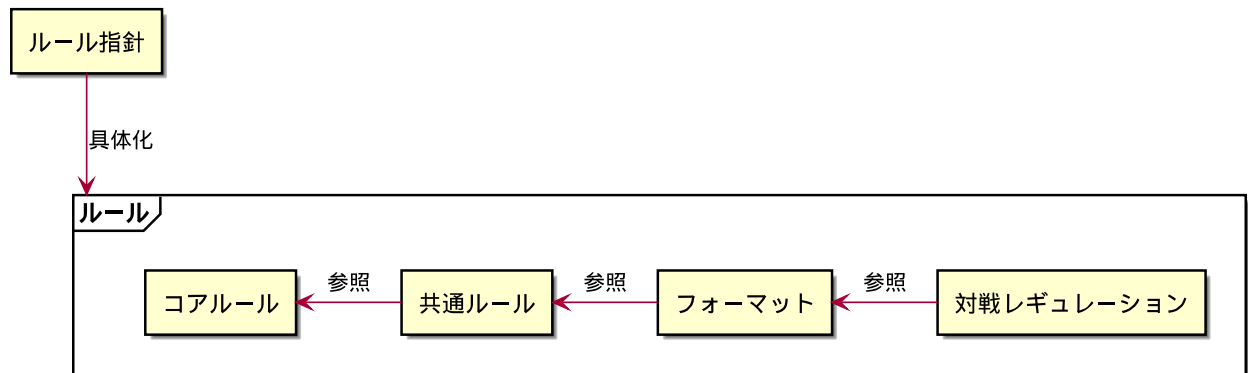 ルール指針
具体化
ルール
参照
参照
参照
コアルール
共通ルール
フォーマット
対戦レギュレーション